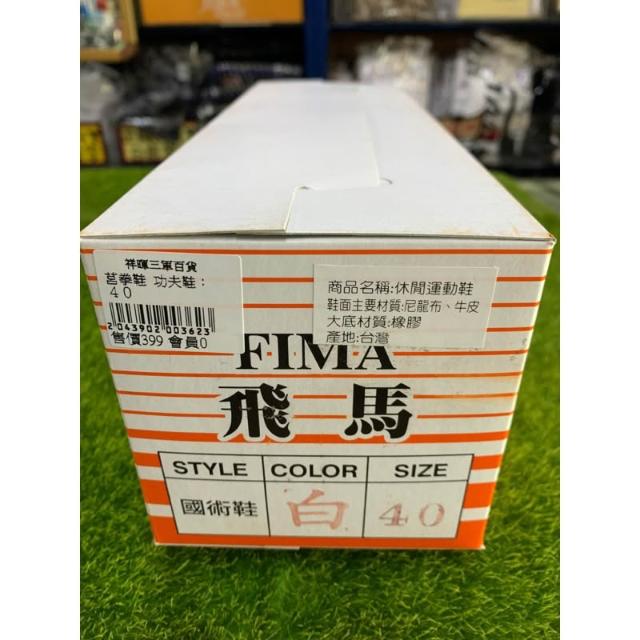 祥暉三軍百貨
莒拳鞋 功夫鞋：
40
2043902003623
售價399 會員0
商品名稱:休閒運動鞋
鞋面主要材質:尼龍布、牛皮
大底材質:橡膠
產地:台灣
FIMA
飛馬
STYLE COLOR SIZE
國術鞋 白 40